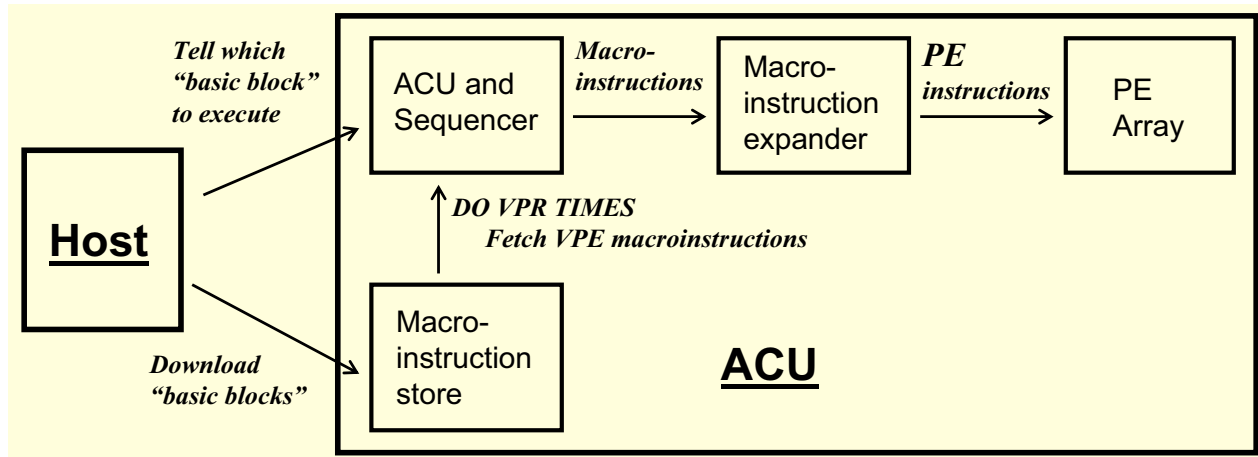 Tell which
“basic block”
to execute
ACU and
Sequencer
Macro-
instructions
Macro-
instruction
expander
PE
instructions
PE
Array
Host
DO VPR TIMES
Fetch VPE macroinstructions
Download
“basic blocks”
Macro-
instruction
store
ACU